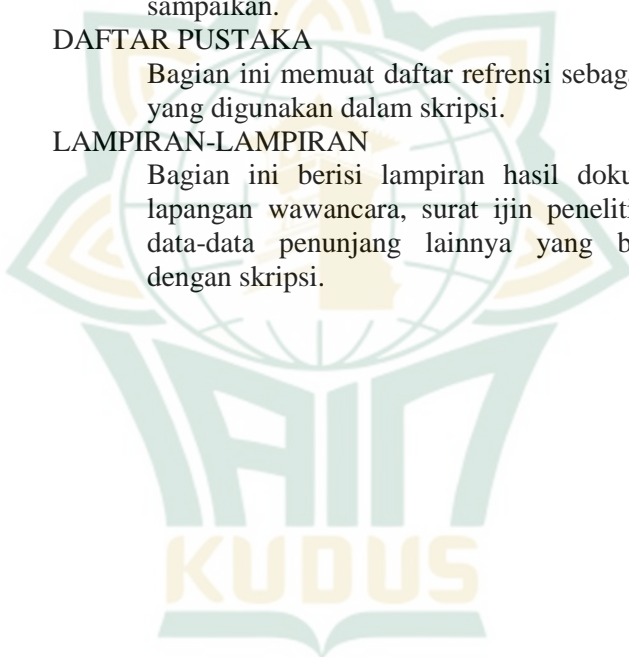 sampaikan.
DAFTAR PUSTAKA
Bagian ini memuat daftar refrensi sebag
yang digunakan dalam skripsi.
LAMPIRAN-LAMPIRAN
Bagian ini berisi lampiran hasil doku
lapangan wawancara, surat ijin penelit
data-data penunjang lainnya yang b
dengan skripsi.
IAIN
KUDUS